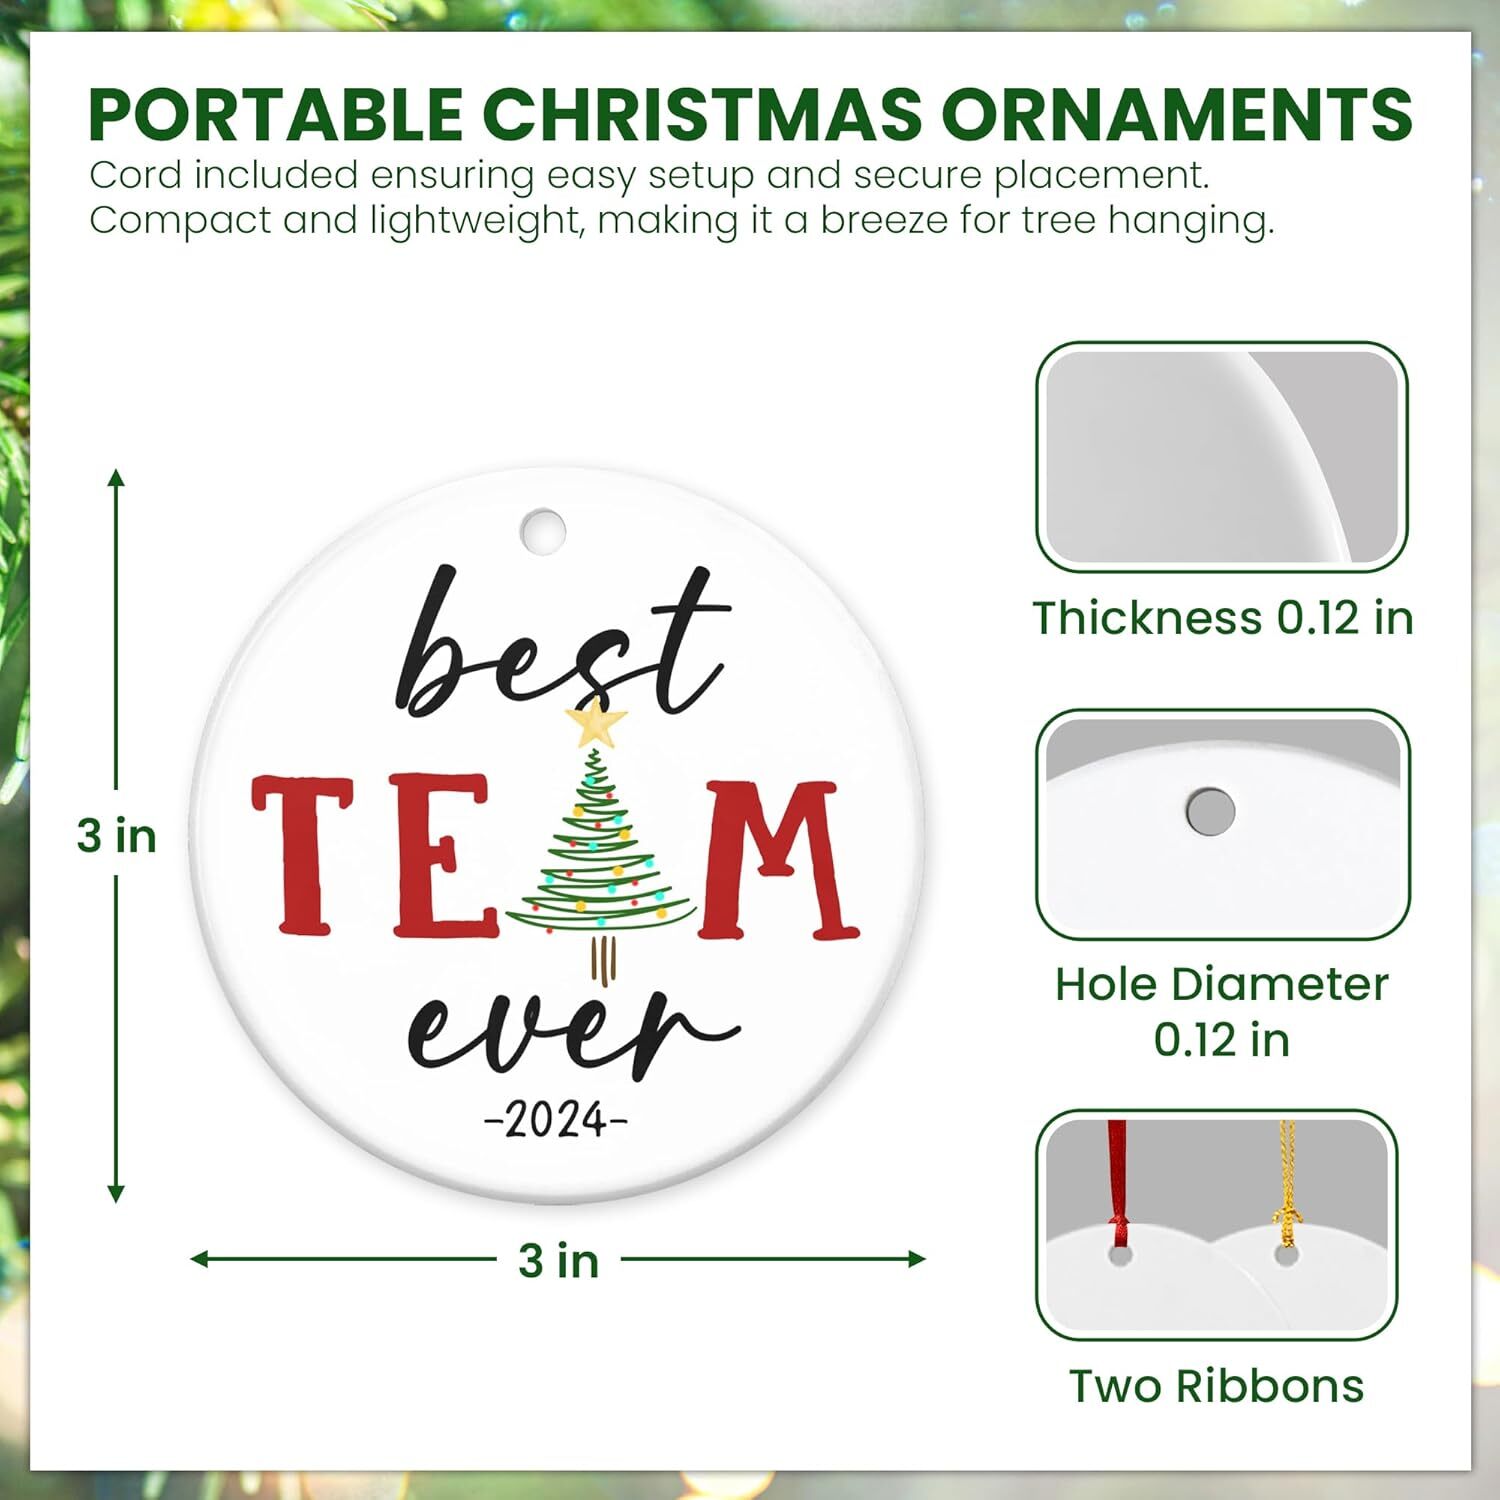 PORTABLE CHRISTMAS ORNAMENTS
Cord included ensuring easy setup and secure placement.
Compact and lightweight, making it a breeze for tree hanging.
3 in
best
TE M
ever
-2024-
3 in
Thickness 0.12 in
Hole Diameter
0.12 in
Two Ribbons